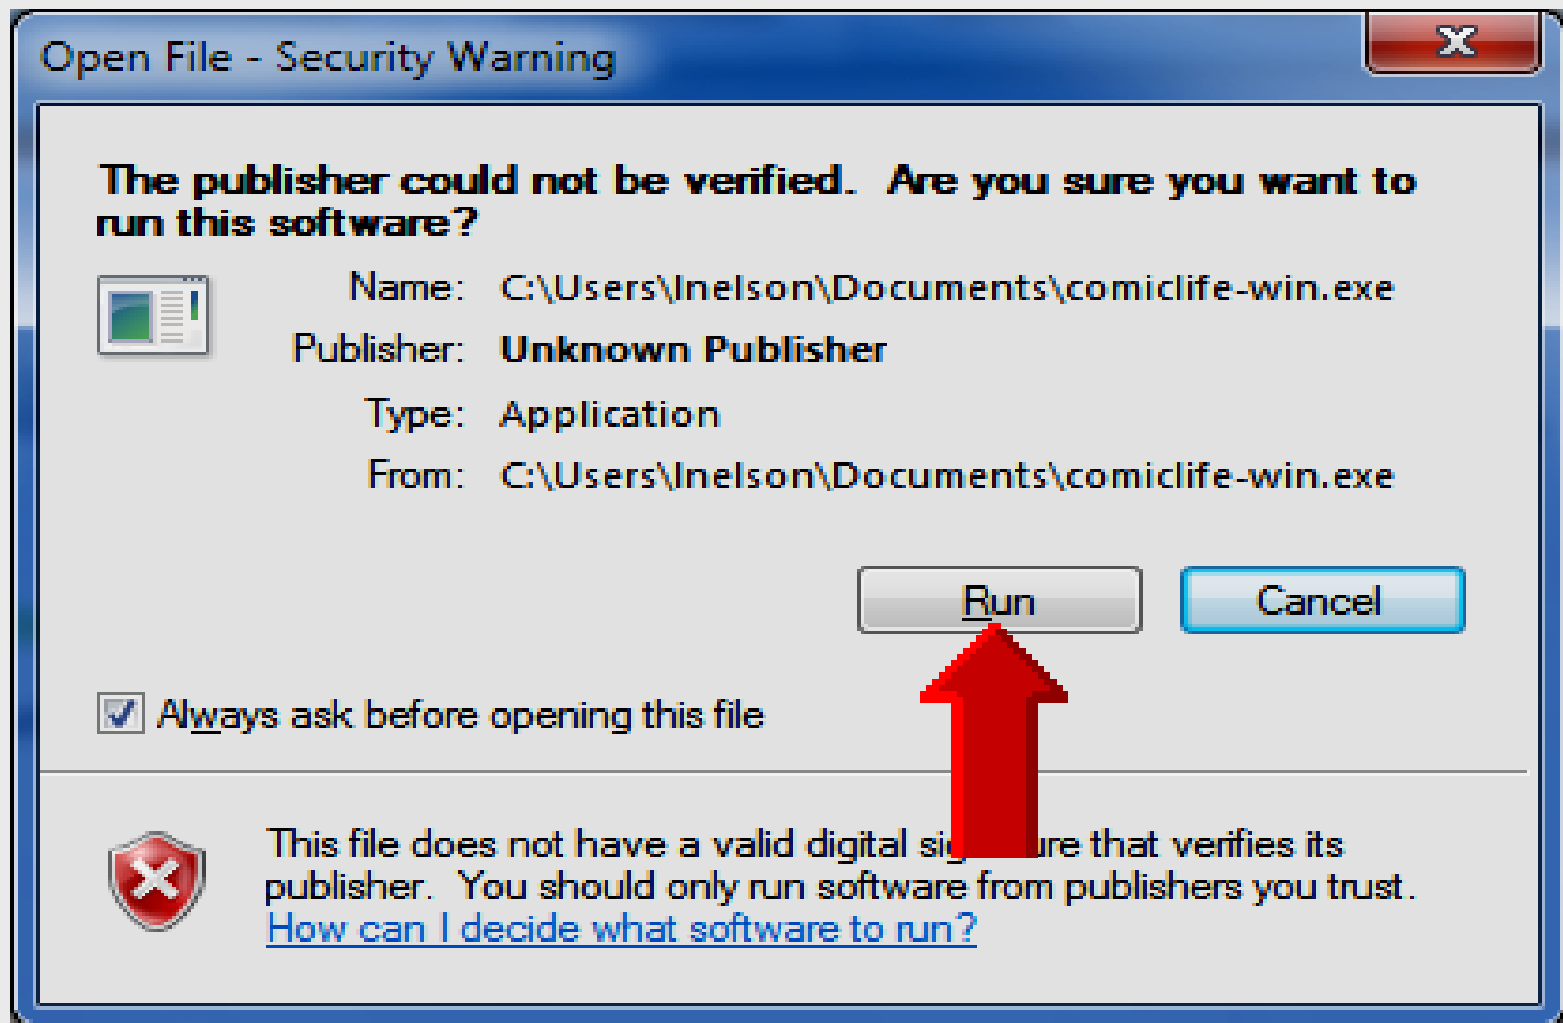 Open File - Security Warning
The publisher could not be verified. Are you sure you want to
run this software?
Name: C:\Users\lnelson\Documents\comiclife-win.exe
Publisher: Unknown Publisher
Type: Application
From: C:\Users\lnelson\Documents\comiclife-win.exe
Run Cancel
Always ask before opening this file
This file does not have a valid digital that verifies its
publisher. You should only run software from publishers you trust.
How can I decide what software to run?